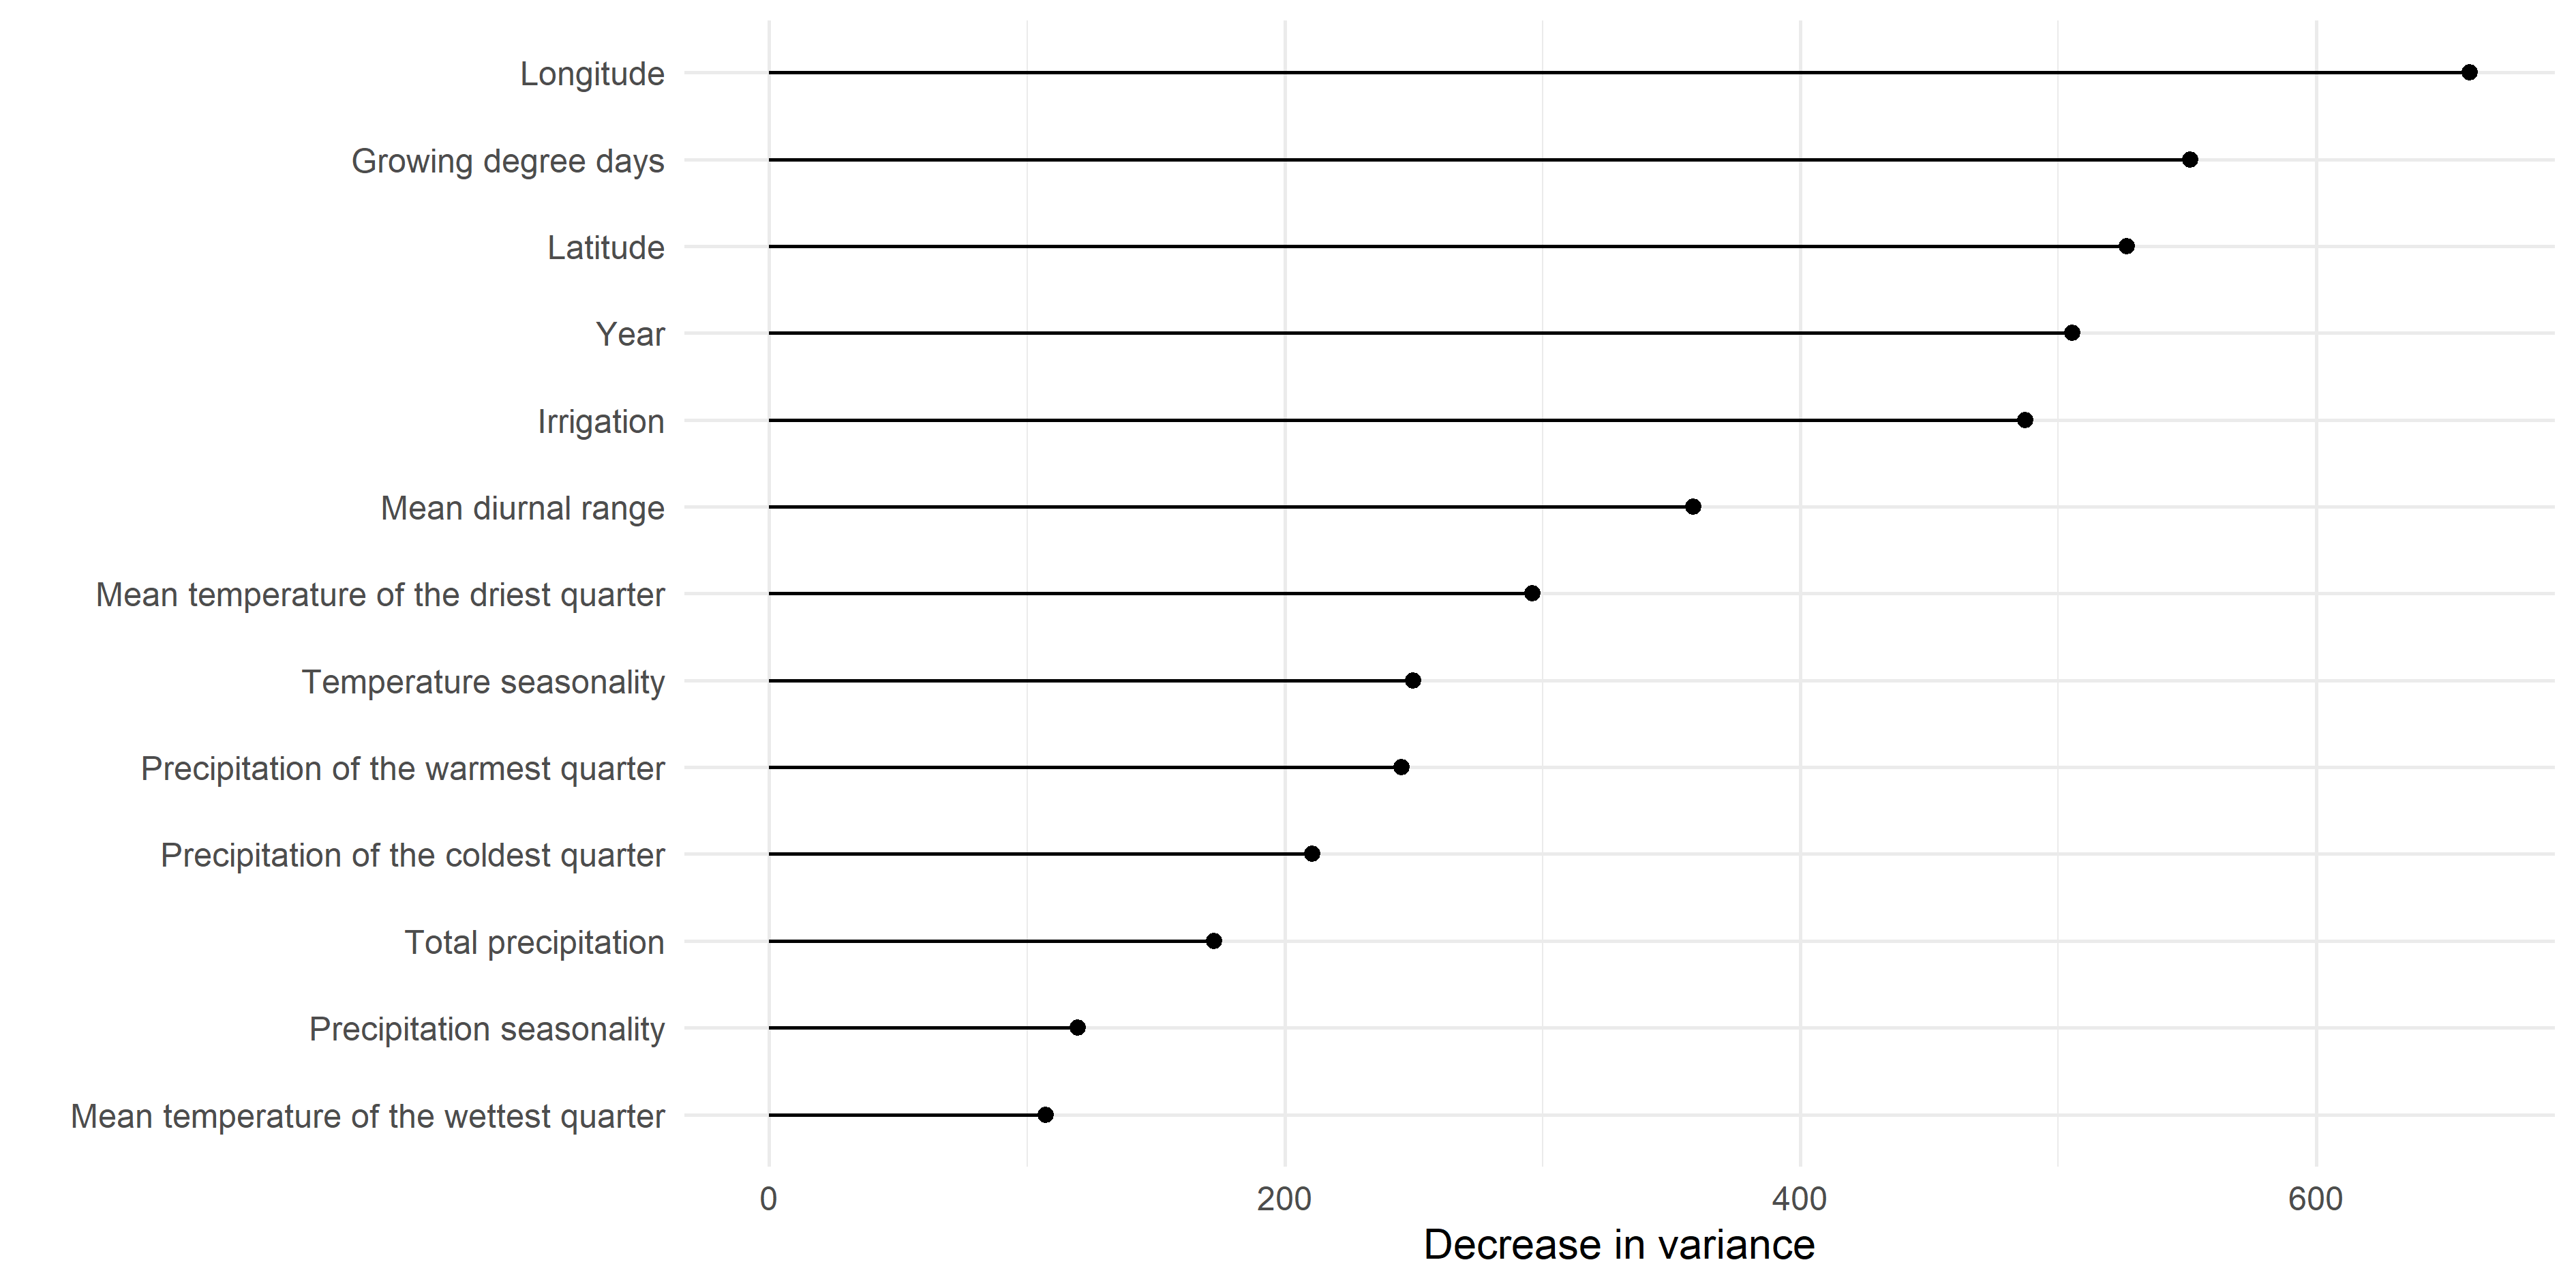 Longitude
Growing degree days
Latitude
Year
Irrigation
Mean diurnal range
Mean temperature of the driest quarter
Temperature seasonality
Precipitation of the warmest quarter
Precipitation of the coldest quarter
Total precipitation
Precipitation seasonality
Mean temperature of the wettest quarter
0 200 400 600
Decrease in variance